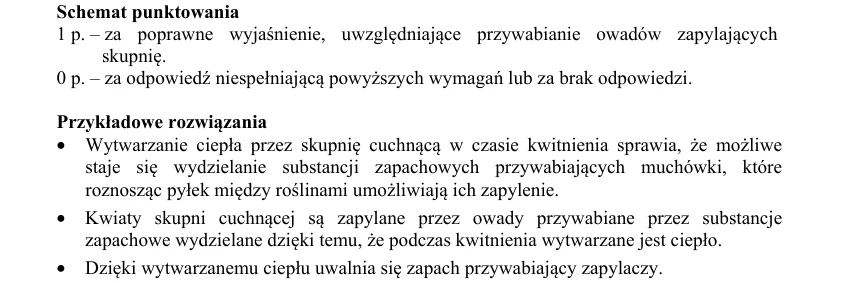 Schemat punktowania
1 p. – za poprawne wyjaśnienie, uwzględniające przywabianie owadów zapylających
skupnię.
0 p. – za odpowiedź niespełniającą powyższych wymagań lub za brak odpowiedzi.
Przykładowe rozwiązania
• Wytwarzanie ciepła przez skupnię cuchnącą w czasie kwitnienia sprawia, że możliwe
staje się wydzielanie substancji zapachowych przywabiających muchówki, które
roznosząc pyłek między roślinami umożliwiają ich zapylenie.
• Kwiaty skupni cuchnącej są zapylane przez owady przywabiane przez substancje
zapachowe wydzielane dzięki temu, że podczas kwitnienia wytwarzane jest ciepło.
• Dzięki wytwarzanemu ciepłu uwalnia się zapach przywabiający zapylaczy.